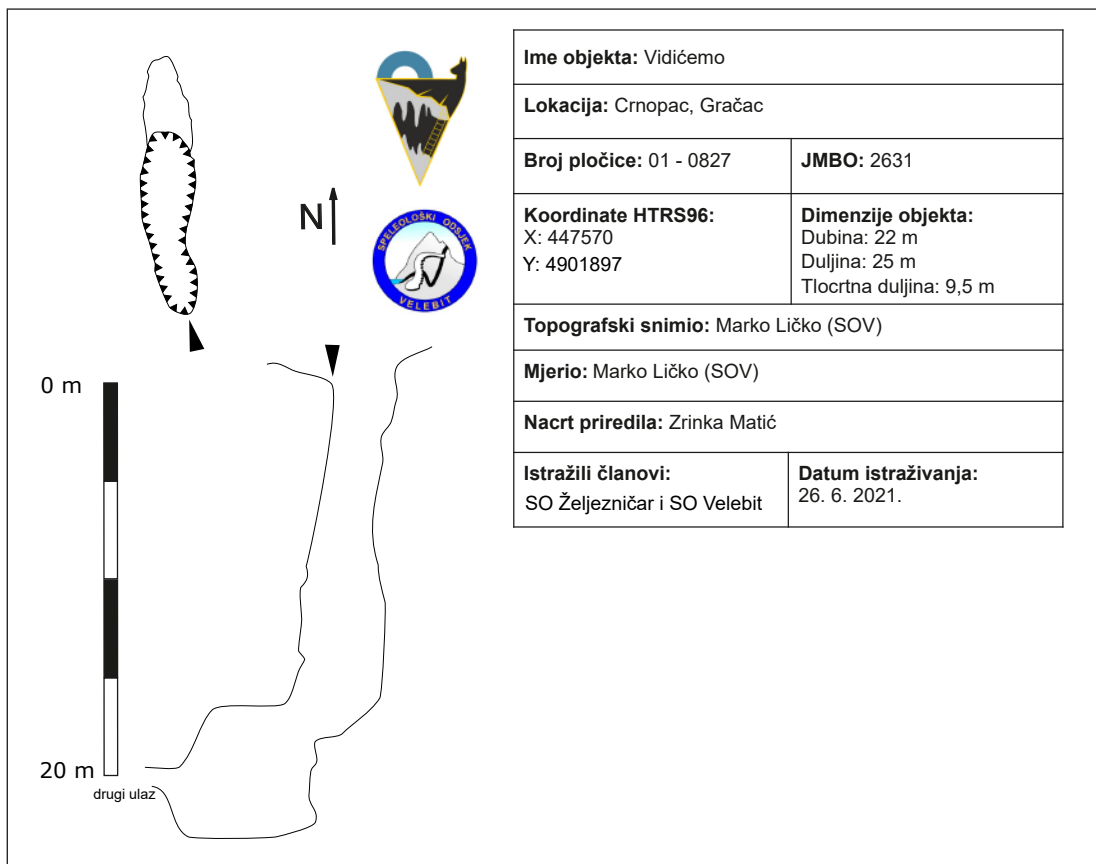 Ime objekta: Vidićemo
Lokacija: Crnopac, Gračac
Broj pločice: 01 - 0827
JMBO: 2631
Koordinate HTRS96:
X: 447570
Y: 4901897
Dimenzije objekta:
Dubina: 22 m
Duljina: 25 m
Tlocrtna duljina: 9,5 m
Topografski snimio: Marko Ličko (SOV)
Mjerio: Marko Ličko (SOV)
Nacrt priredila: Zrinka Matić
Istražili članovi:
SO Željezničar i SO Velebit
Datum istraživanja:
26. 6. 2021.
N
SPELEOLOŠKI ODSJEK
VELEBIT
0 m
20 m
drugi ulaz